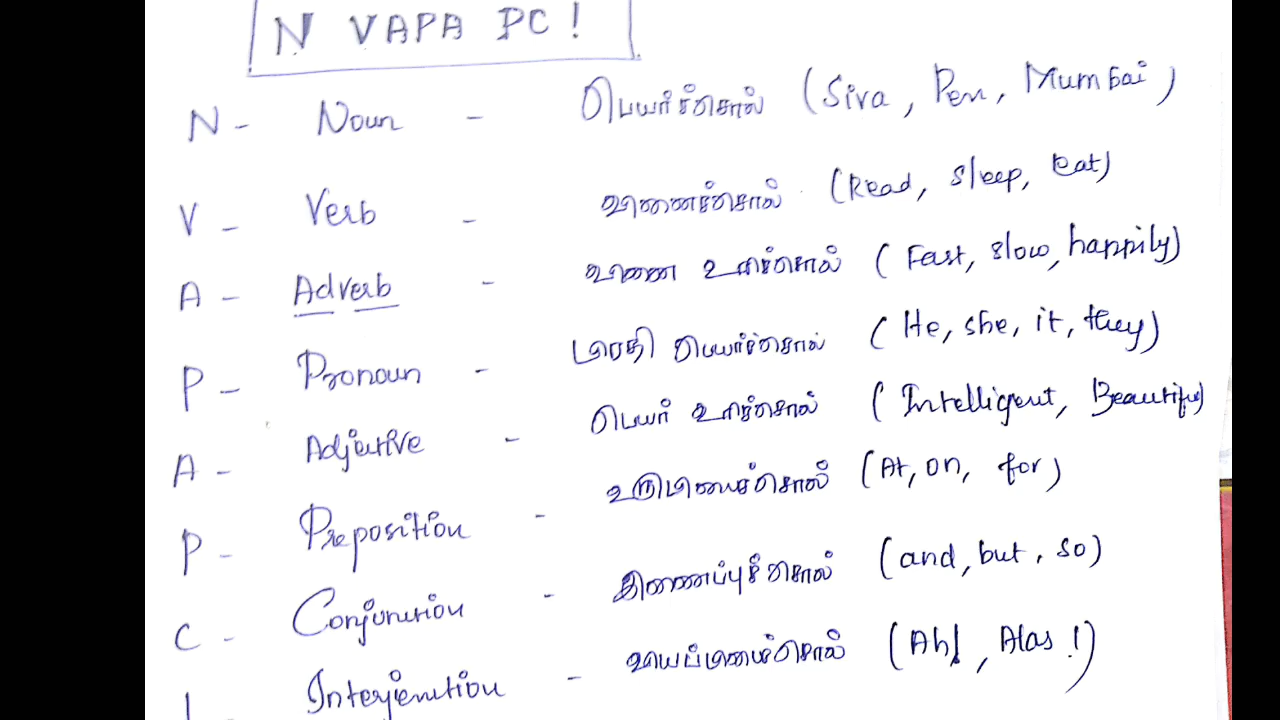 N VAPA PC!
N - Noun - பெயர்ச்சொல் (Siva, Pen, Mumbai)
V - Verb - வினைச்சொல் (Read, sleep, eat)
A - Adverb - வினை உரிச்சொல் (Fast, slow, happily)
P - Pronoun - பிரதி பெயர்ச்சொல் (He, she, it, they)
A - Adjective - பெயர் உரிச்சொல் (Intelligent, Beautiful)
P - Preposition - உருபிடைச்சொல் (At, on, for)
C - Conjunction - இணைப்புச்சொல் (and, but, so)
I - Interjection - வியப்பிடைச்சொல் (Ah!, Alas!)